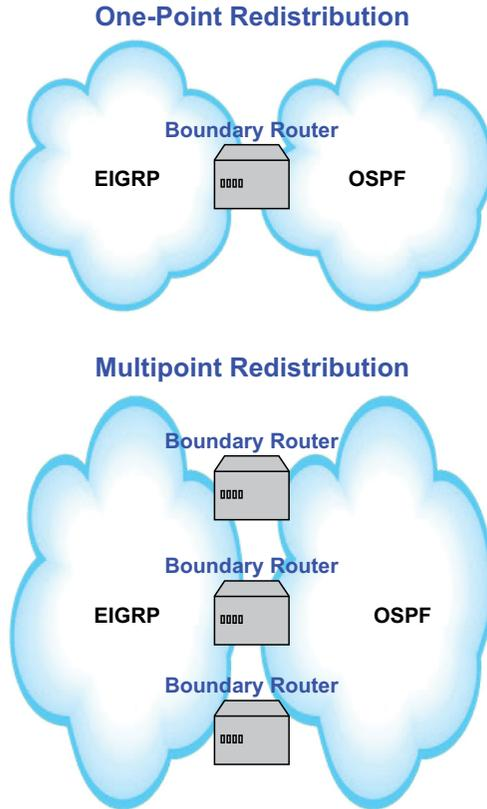 One-Point Redistribution
Boundary Router
EIGRP
OSPF
Multipoint Redistribution
Boundary Router
Boundary Router
EIGRP
OSPF
Boundary Router